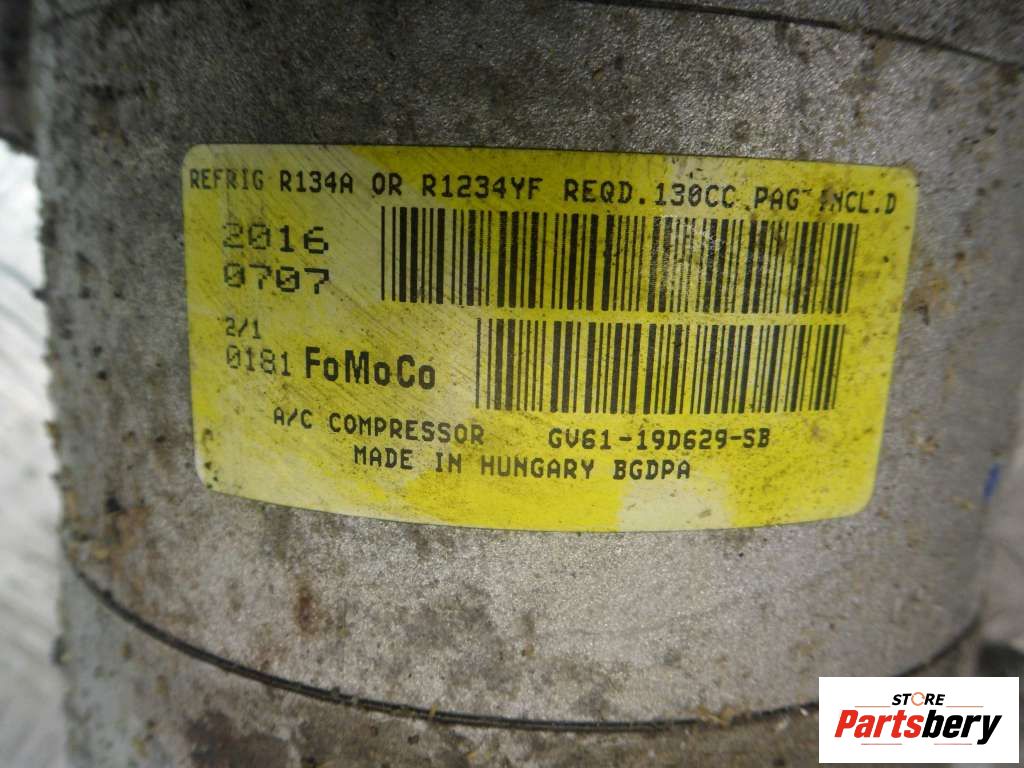 REFRIG R134A OR R1234YF REQD.130CC PAG INCL.D
2016
0707
2/1
0181 FoMoCo
A/C COMPRESSOR GV61-19D629-SB
MADE IN HUNGARY BGDPA
STORE
Partsbery